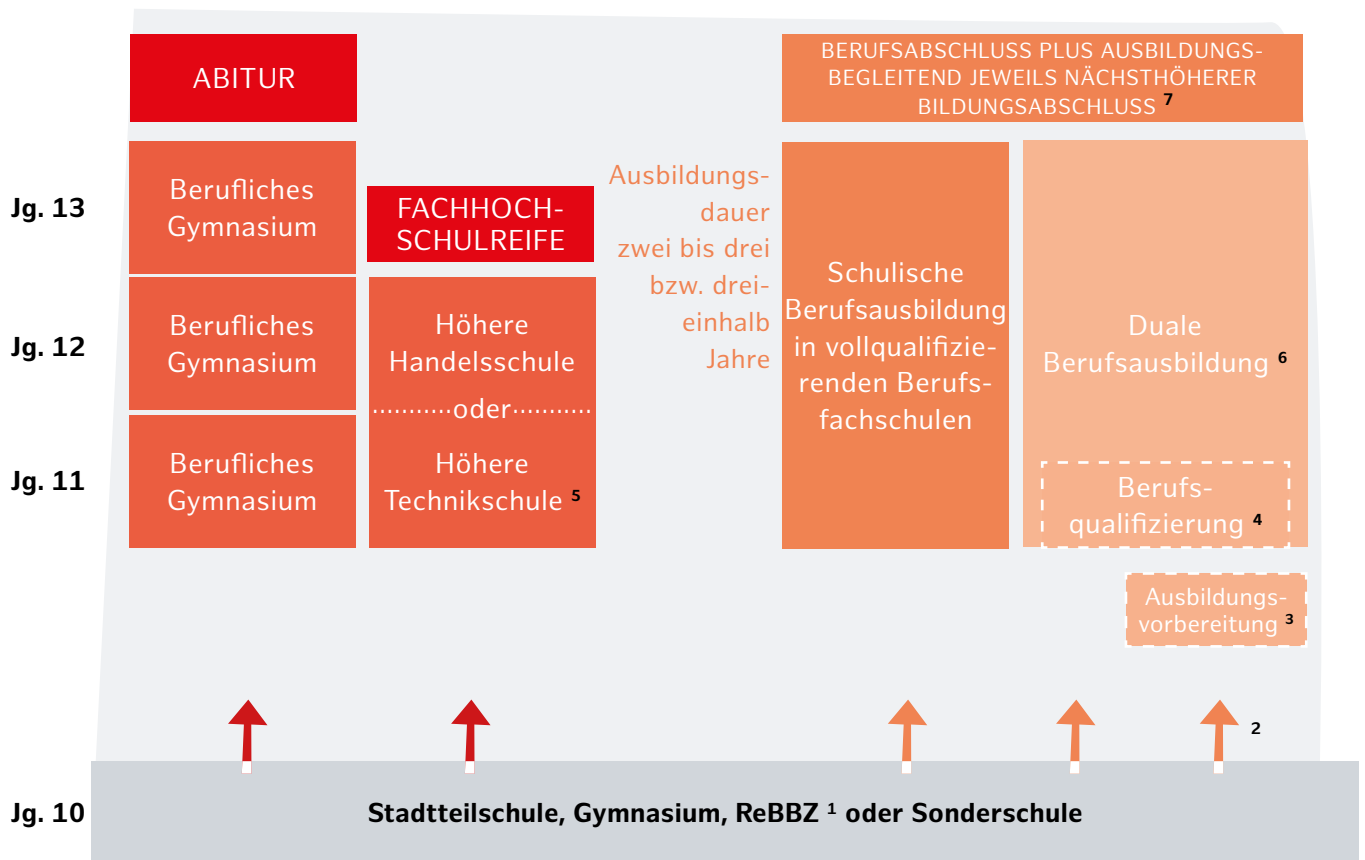 ABITUR
BERUFSABSCHLUSS PLUS AUSBILDUNGS-
BEGLEITEND JEWEILS NÄCHSTHÖHERER
BILDUNGSABSCHLUSS 7
Jg. 13
Berufliches
Gymnasium
FACHHOCH-
SCHULREIFE
Jg. 12
Berufliches
Gymnasium
Höhere
Handelsschule
...........oder...........
Jg. 11
Berufliches
Gymnasium
Höhere
Technikschule 5
Ausbildungs-
dauer
zwei bis drei
bzw. drei-
einhalb
Jahre
Schulische
Berufsausbildung
in vollqualifizie-
renden Berufs-
fachschulen
Duale
Berufsausbildung 6
Berufs-
qualifizierung 4
Ausbildungs-
vorbereitung 3
2
Jg. 10
Stadtteilschule, Gymnasium, ReBBZ 1 oder Sonderschule